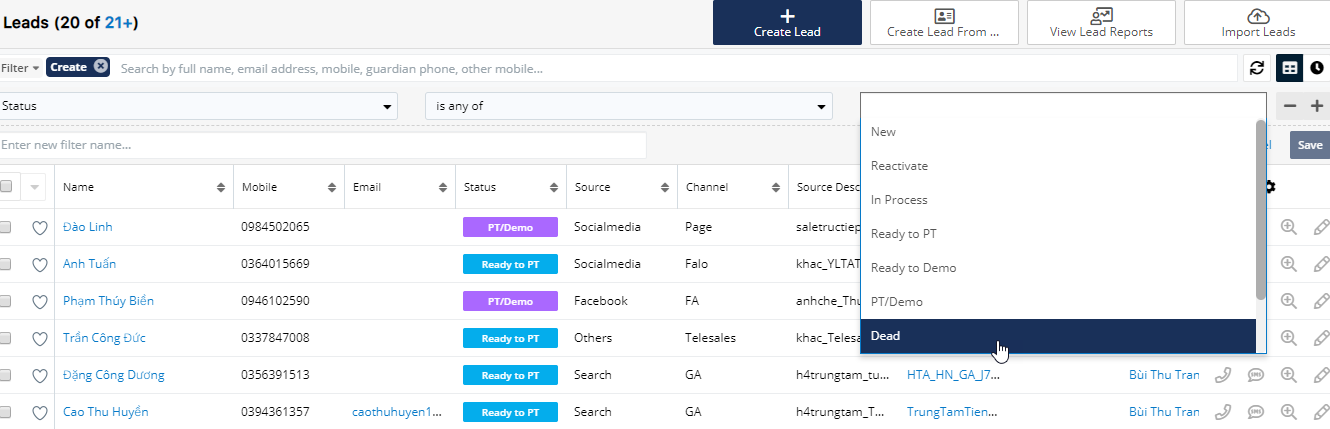 Leads (20 of 21+)
Create Lead
Create Lead From ...
View Lead Reports
Import Leads
Filter
Create
Search by full name, email address, mobile, guardian phone, other mobile...
Status
is any of
New
Reactivate
In Process
Ready to PT
Ready to Demo
PT/Demo
Dead
Enter new filter name...
Save
Name Mobile Email Status Source Channel Source Desc
Đào Linh 0984502065 PT/Demo Socialmedia Page saletructiep
Anh Tuấn 0364015669 Ready to PT Socialmedia Falo khac_YLTAT
Phạm Thúy Biển 0946102590 PT/Demo Facebook FA anhche_Thu
Trần Công Đức 0337847008 Ready to PT Others Telesales khac_Telesa
Đặng Công Dương 0356391513 Ready to PT Search GA h4trungtam_tu... HTA_HN_GA_J7... Bùi Thu Tran
Cao Thu Huyền 0394361357 caothuhuyen1... Ready to PT Search GA h4trungtam_T... TrungTamTien... Bùi Thu Tran